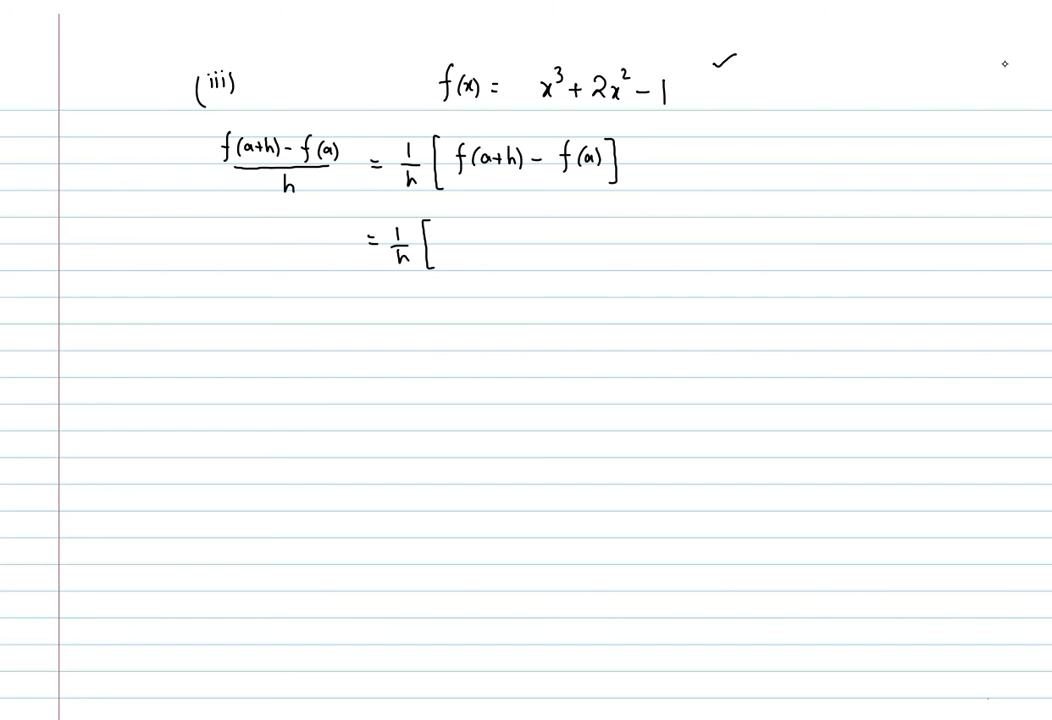 (iii) f(x) = x³ + 2x² - 1 ✓
f(a+h) - f(a) / h = 1/h [ f(a+h) - f(a) ]
= 1/h [